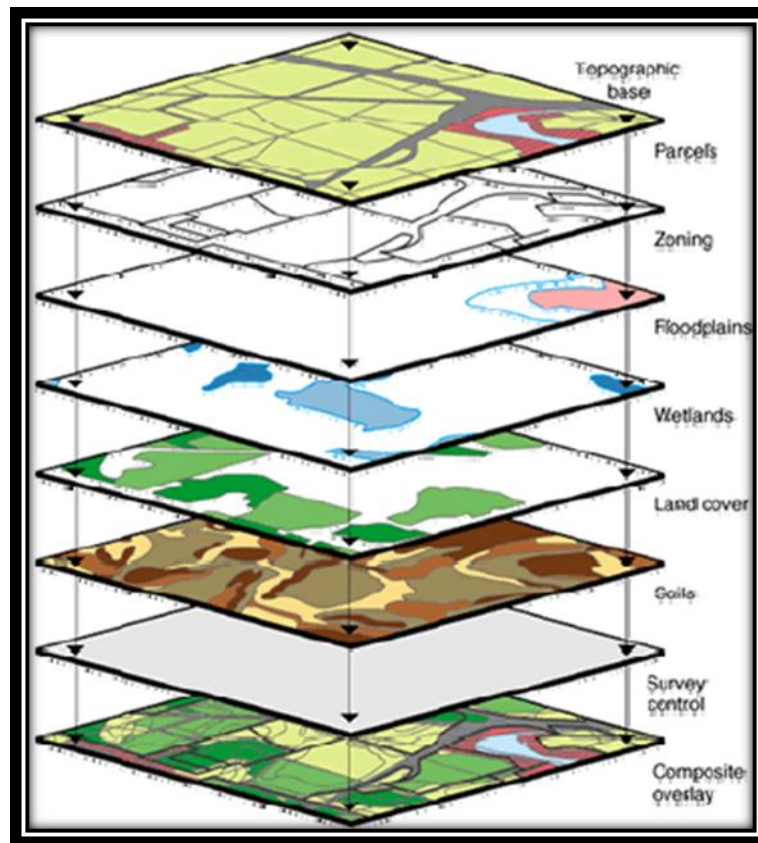 Topographic
base
Parcels
Zoning
Floodplains
Wetlands
Land cover
Soils
Survey
control
Composite
overlay